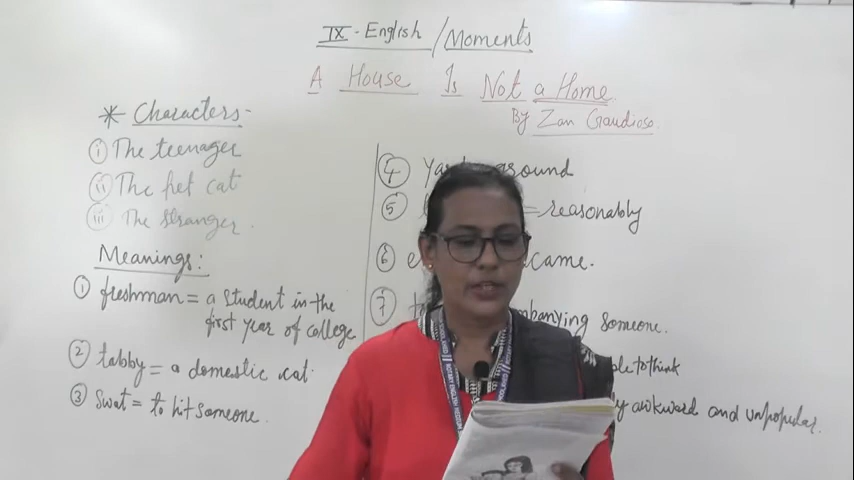 IX - English / Moments
A House Is Not a Home
By Zan Gaudioso.
* Characters-
i The teenager
ii The pet cat
iii The stranger.
Meanings:
1 freshman = a student in the
first year of college
2 tabby = a domestic cat.
3 Swat = to hit someone.
4 ground
5 = reasonably
6 came.
7 someone.
to think
awkward and unpopular.